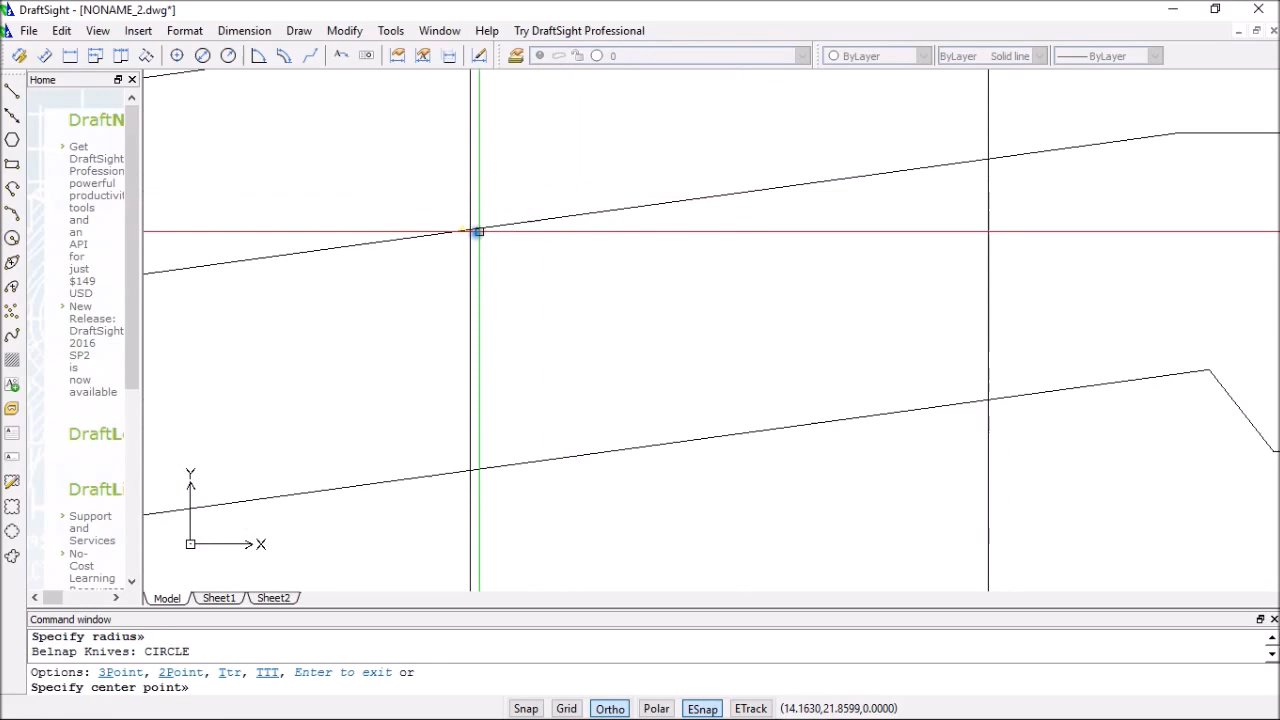 DraftSight - [NONAME_2.dwg*]
File Edit View Insert Format Dimension Draw Modify Tools Window Help Try DraftSight Professional
0 ByLayer ByLayer Solid line ByLayer
Home
DraftN
Get
DraftSight
Profession
powerful
productivit
tools
and
an
API
for
just
$149
USD
New
Release:
DraftSight
2016
SP2
is
now
available
DraftL
DraftLi
Support
and
Services
No-
Cost
Learning
Y
X
Model Sheet1 Sheet2
Command window
Specify radius»
Belnap Knives: CIRCLE
Options: 3Point, 2Point, Ttr, TTT, Enter to exit or
Specify center point»
Snap Grid Ortho Polar ESnap ETrack (14.1630,21.8599,0.0000)